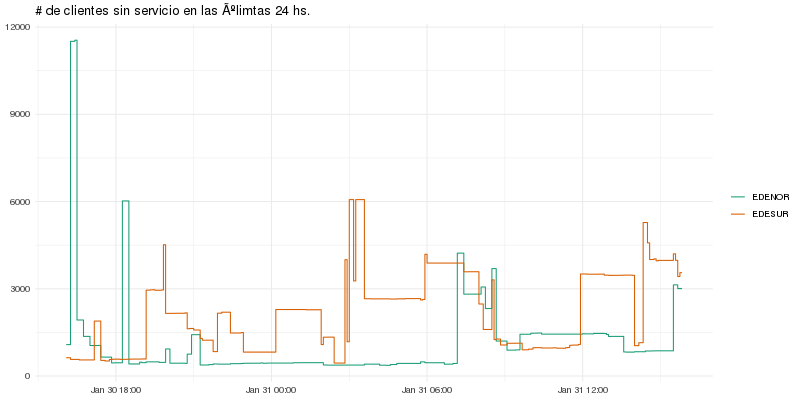 # de clientes sin servicio en las Ãºlimtas 24 hs.
12000
9000
6000
3000
0
Jan 30 18:00
Jan 31 00:00
Jan 31 06:00
Jan 31 12:00
EDENOR
EDESUR